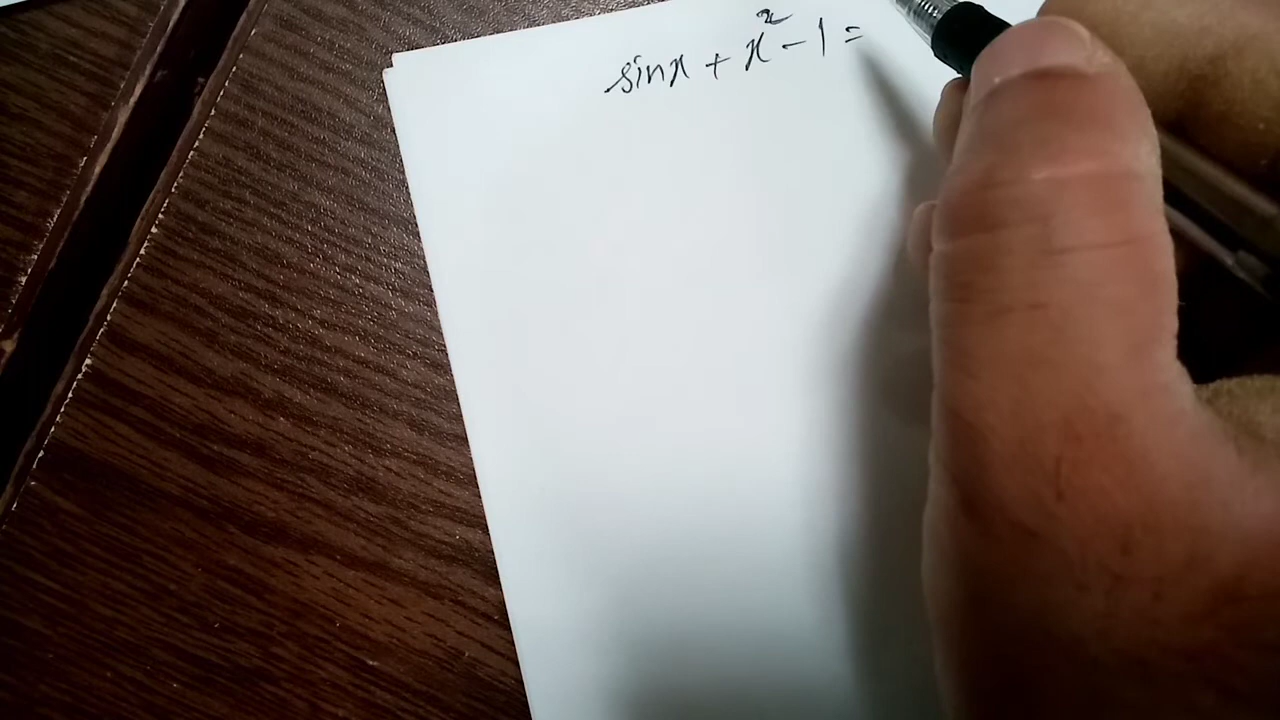 sinx + x² - 1 =